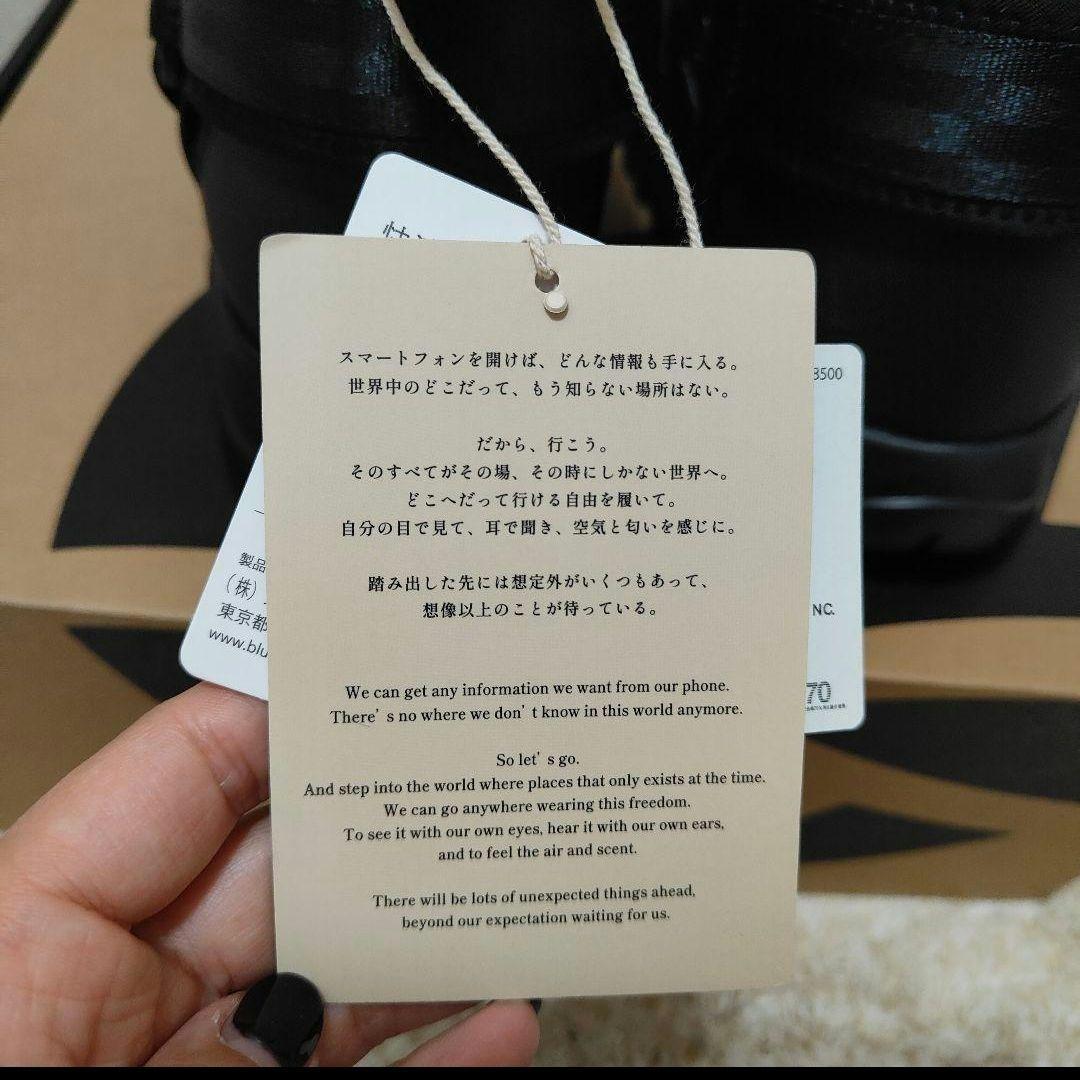 スマートフォンを開けば、どんな情報も手に入る。
世界中のどこだって、もう知らない場所はない。
だから、行こう。
そのすべてがその場、その時にしかない世界へ。
どこへだって行ける自由を履いて。
自分の目で見て、耳で聞き、空気と匂いを感じに。
踏み出した先には想定外がいくつもあって、
想像以上のことが待っている。
We can get any information we want from our phone.
There's no where we don't know in this world anymore.
So let's go.
And step into the world where places that only exists at the time.
We can go anywhere wearing this freedom.
To see it with our own eyes, hear it with our own ears,
and to feel the air and scent.
There will be lots of unexpected things ahead,
beyond our expectation waiting for us.
製品
（株）
東京都
www.blu
3500
NC.
70